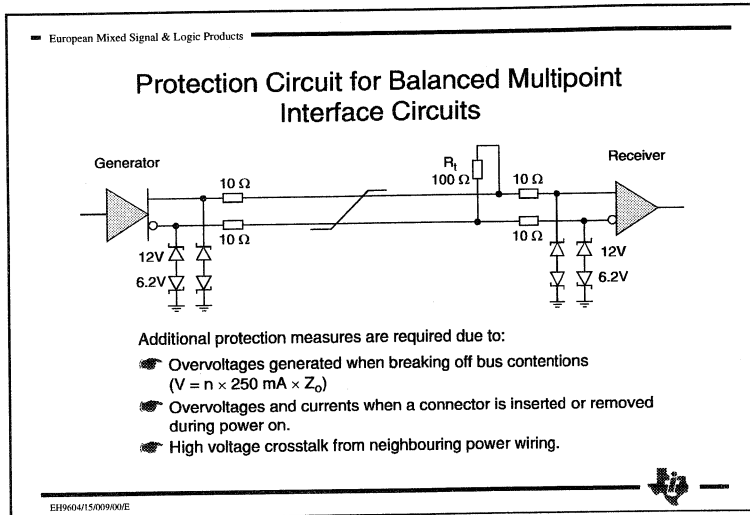 European Mixed Signal & Logic Products
Protection Circuit for Balanced Multipoint
Interface Circuits
Generator
Receiver
10 Ω
Rt
100 Ω
10 Ω
10 Ω
10 Ω
12V
6.2V
12V
6.2V
Additional protection measures are required due to:
Overvoltages generated when breaking off bus contentions
(V = n × 250 mA × Zo)
Overvoltages and currents when a connector is inserted or removed
during power on.
High voltage crosstalk from neighbouring power wiring.
EH9604/15/009/00/E